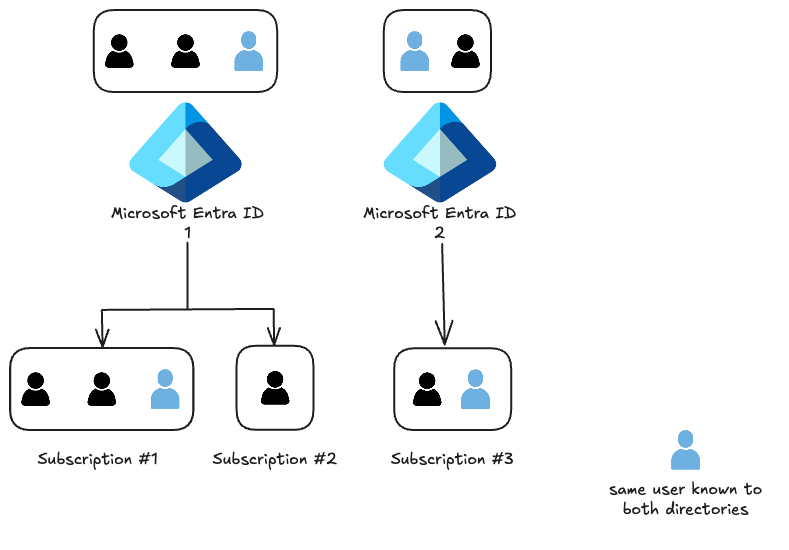 Microsoft Entra ID
1
Microsoft Entra ID
2
Subscription #1
Subscription #2
Subscription #3
same user known to
both directories